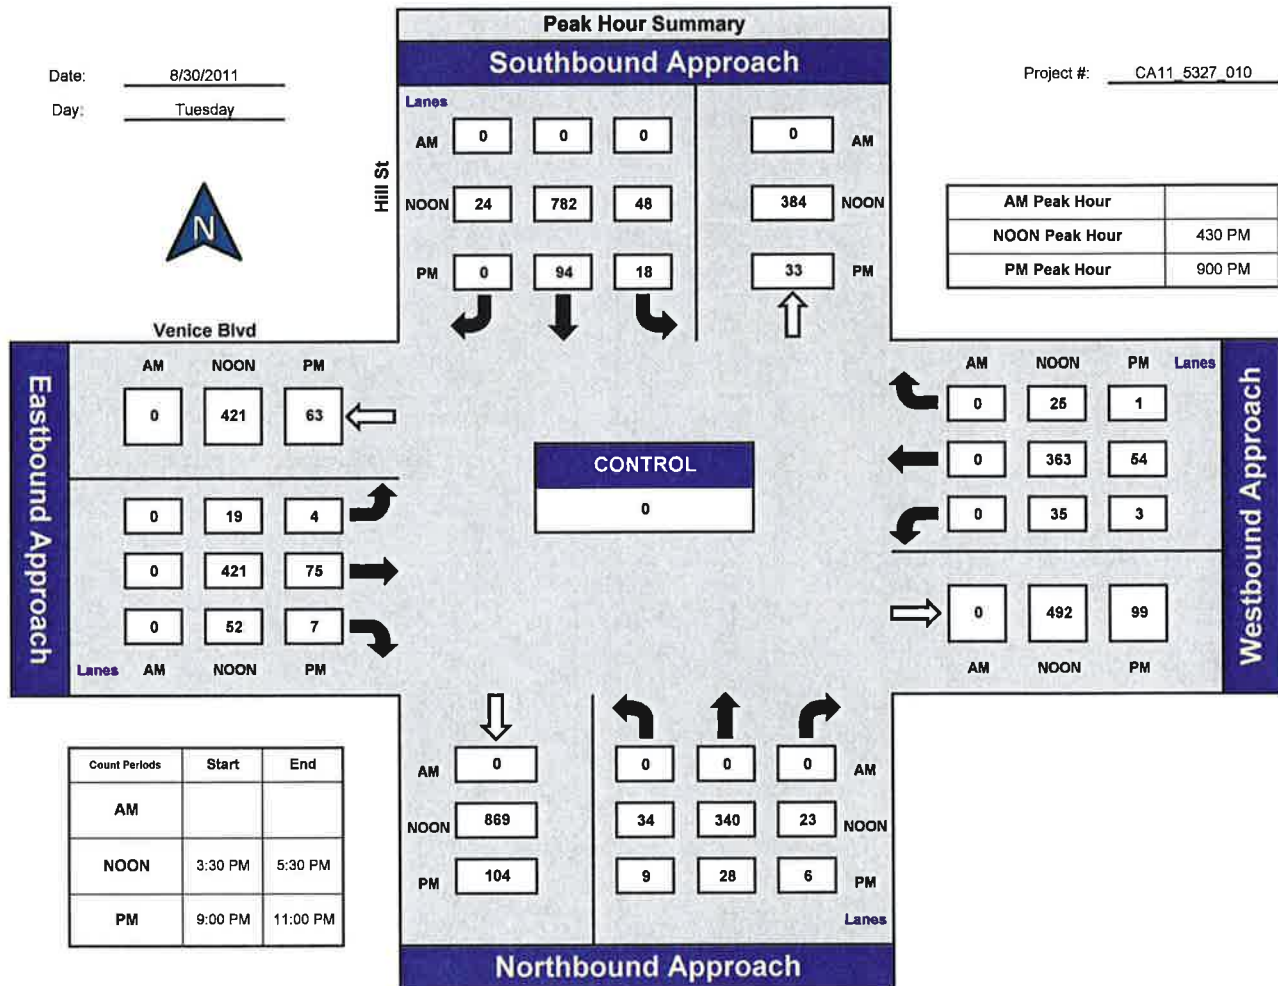 Peak Hour Summary
Southbound Approach
Date: 8/30/2011
Day: Tuesday
Project #: CA11_5327_010
N
Hill St
Lanes
AM 0 0 0 0 AM
NOON 24 782 48 384 NOON
PM 0 94 18 33 PM
AM Peak Hour
NOON Peak Hour 430 PM
PM Peak Hour 900 PM
Venice Blvd
Eastbound Approach
AM NOON PM
0 421 63
0 19 4
0 421 75
0 52 7
Lanes AM NOON PM
CONTROL
0
AM NOON PM Lanes
0 25 1
0 363 54
0 35 3
0 492 99
AM NOON PM
Westbound Approach
Count Periods Start End
AM
NOON 3:30 PM 5:30 PM
PM 9:00 PM 11:00 PM
AM 0 0 0 0 AM
NOON 869 34 340 23 NOON
PM 104 9 28 6 PM
Lanes
Northbound Approach